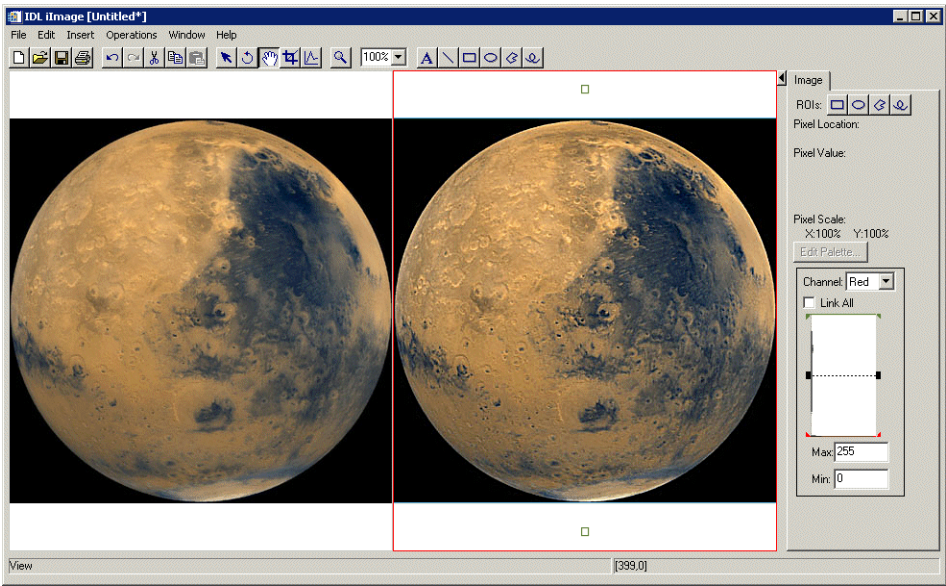 IDL iImage [Untitled*]
File Edit Insert Operations Window Help
100%
A
Image
ROIs:
Pixel Location:
Pixel Value:
Pixel Scale:
X:100% Y:100%
Edit Palette...
Channel: Red
Link All
Max: 255
Min: 0
View
[399,0]